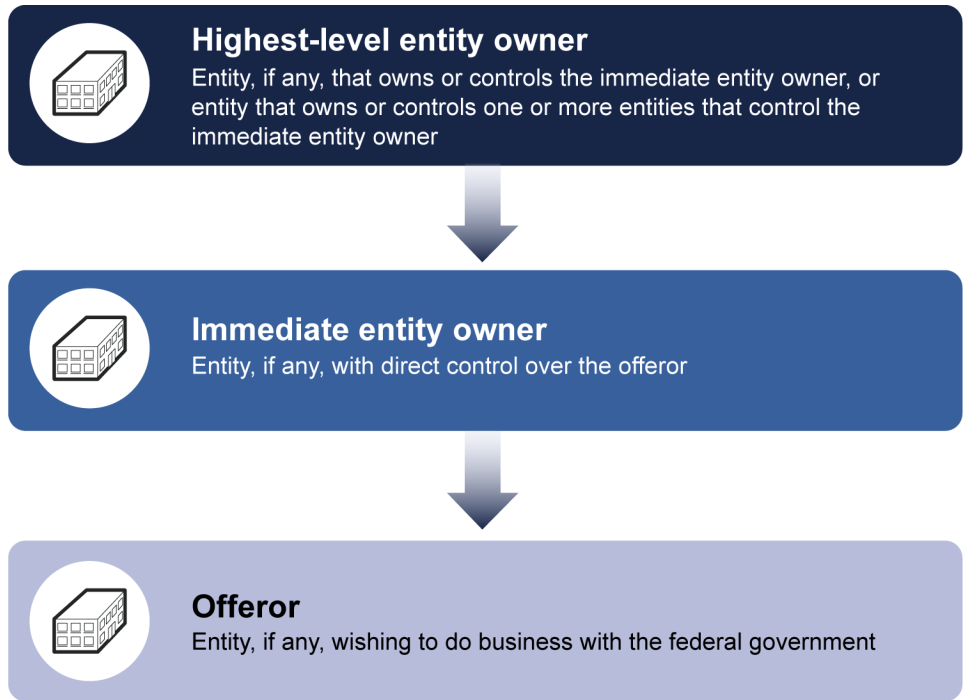 Highest-level entity owner
Entity, if any, that owns or controls the immediate entity owner, or
entity that owns or controls one or more entities that control the
immediate entity owner
Immediate entity owner
Entity, if any, with direct control over the offeror
Offeror
Entity, if any, wishing to do business with the federal government